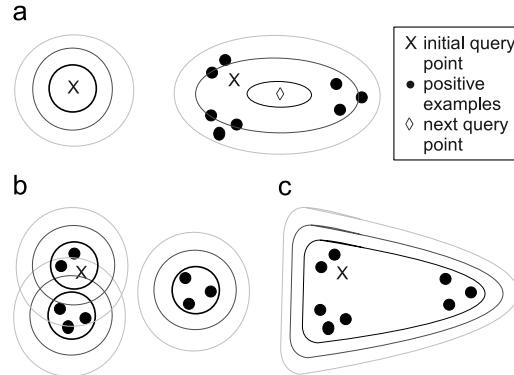 a
X initial query
point
● positive
examples
◊ next query
point
X
X
◊
b
c
X
X